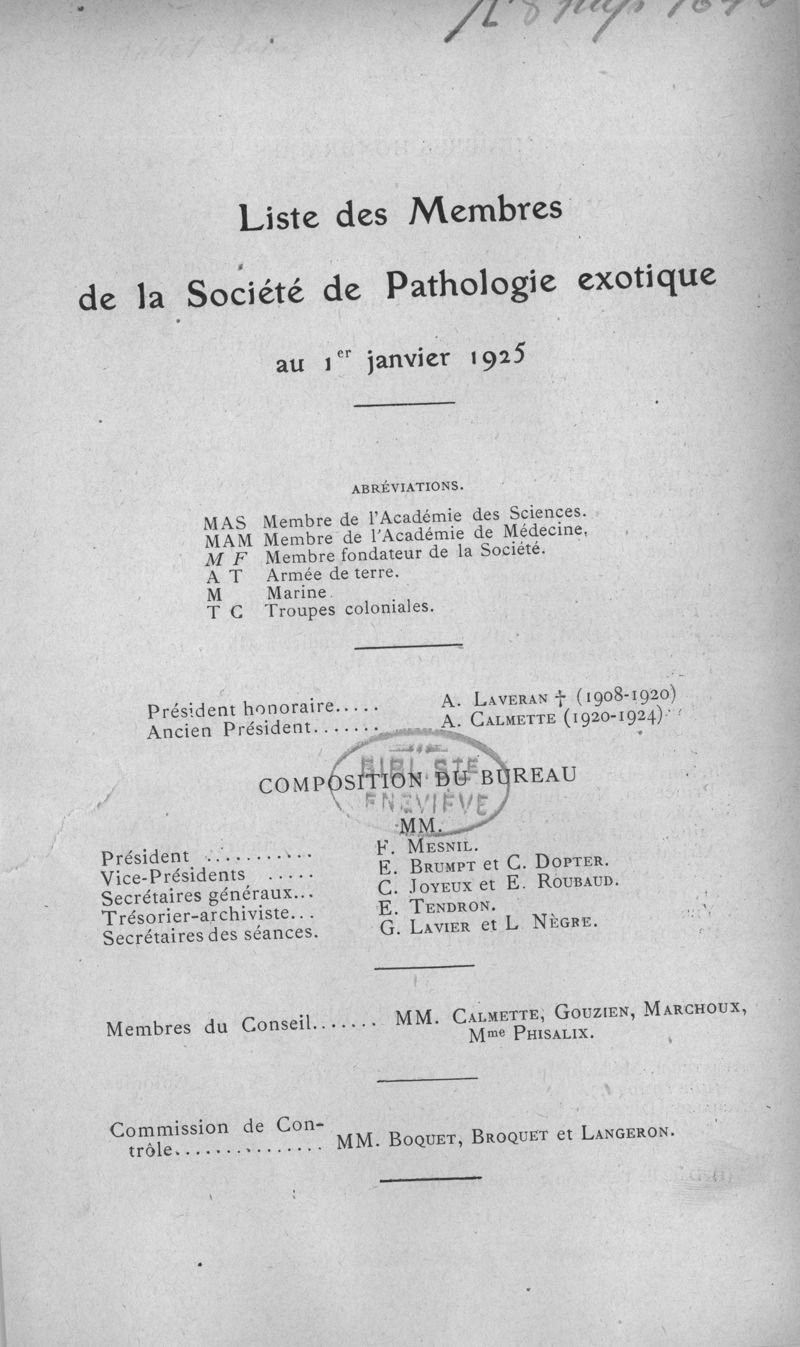 Liste des Membres
de la Société de Pathologie exotique
au 1er janvier 1925
ABRÉVIATIONS.
MAS Membre de l'Académie des Sciences.
MAM Membre de l'Académie de Médecine,
M F Membre fondateur de la Société.
A T Armée de terre.
M Marine
T C Troupes coloniales.
Président honoraire..... A. LAVERAN † (1908-1920)
Ancien Président....... A. CALMETTE (1920-1924)
COMPOSITION DU BUREAU
MM.
Président ........... F. MESNIL.
Vice-Présidents ..... E. BRUMPT et C. DOPTER.
Secrétaires généraux... C. JOYEUX et E. ROUBAUD.
Trésorier-archiviste... E. TENDRON.
Secrétaires des séances. G. LAVIER et L NÈGRE.
Membres du Conseil....... MM. CALMETTE, GOUZIEN, MARCHOUX,
Mme PHISALIX.
Commission de Con-
trôle............... MM. BOQUET, BROQUET et LANGERON.